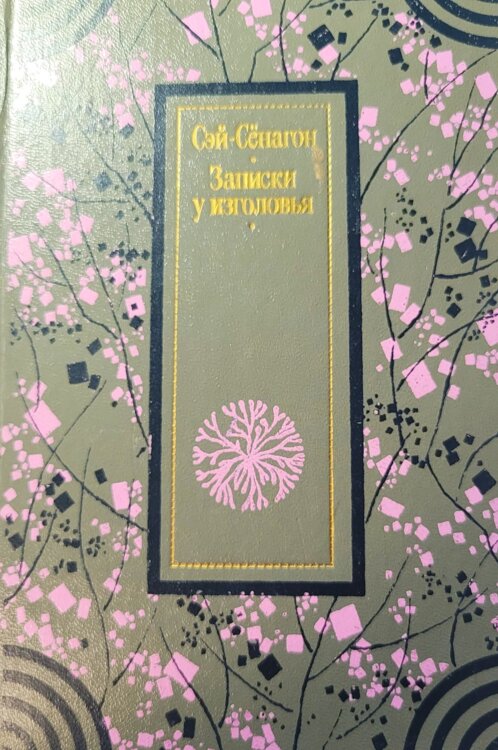 Сэй-Сёнагон
Записки
у изголовья